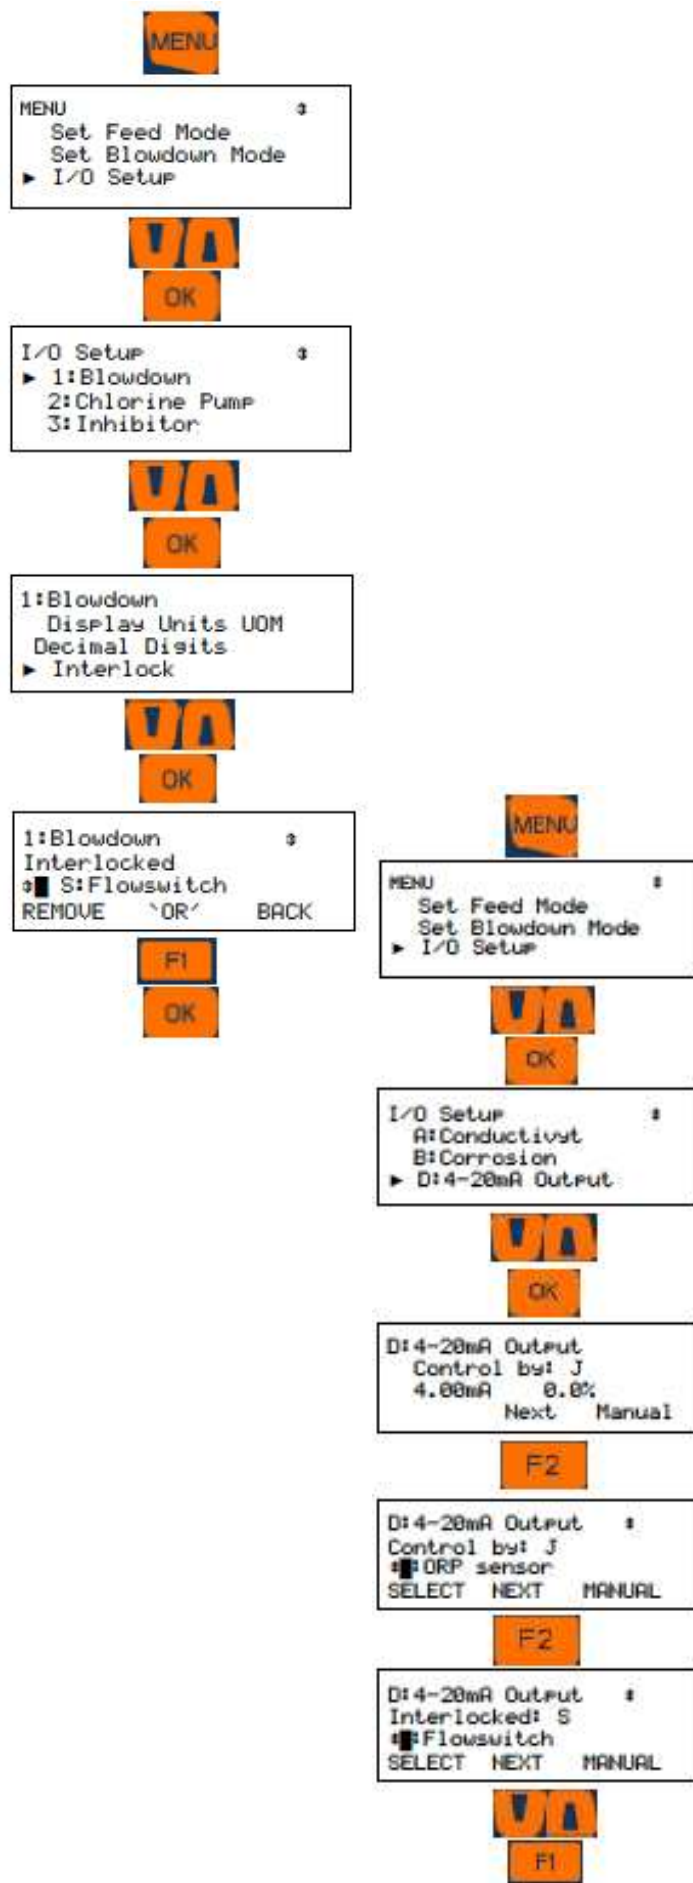 MENU
MENU
Set Feed Mode
Set Blowdown Mode
► I/O Setup
OK
I/O Setup
► 1:Blowdown
2:Chlorine Pump
3:Inhibitor
OK
1:Blowdown
Display Units UOM
Decimal Digits
► Interlock
OK
1:Blowdown
Interlocked
S:Flowswitch
REMOVE `OR´ BACK
F1
OK
MENU
MENU
Set Feed Mode
Set Blowdown Mode
► I/O Setup
OK
I/O Setup
A:Conductivyt
B:Corrosion
► D:4-20mA Output
OK
D:4-20mA Output
Control by: J
4.00mA 0.0%
Next Manual
F2
D:4-20mA Output
Control by: J
:ORP sensor
SELECT NEXT MANUAL
F2
D:4-20mA Output
Interlocked: S
:Flowswitch
SELECT NEXT MANUAL
F1